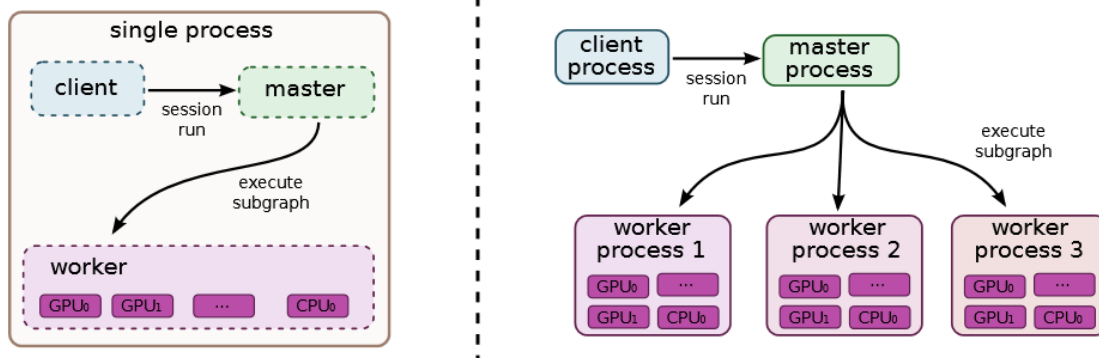 single process
client
master
session
run
execute
subgraph
worker
GPU₀
GPU₁
...
CPU₀
client
process
session
run
master
process
execute
subgraph
worker
process 1
GPU₀
...
GPU₁
CPU₀
worker
process 2
GPU₀
...
GPU₁
CPU₀
worker
process 3
GPU₀
...
GPU₁
CPU₀